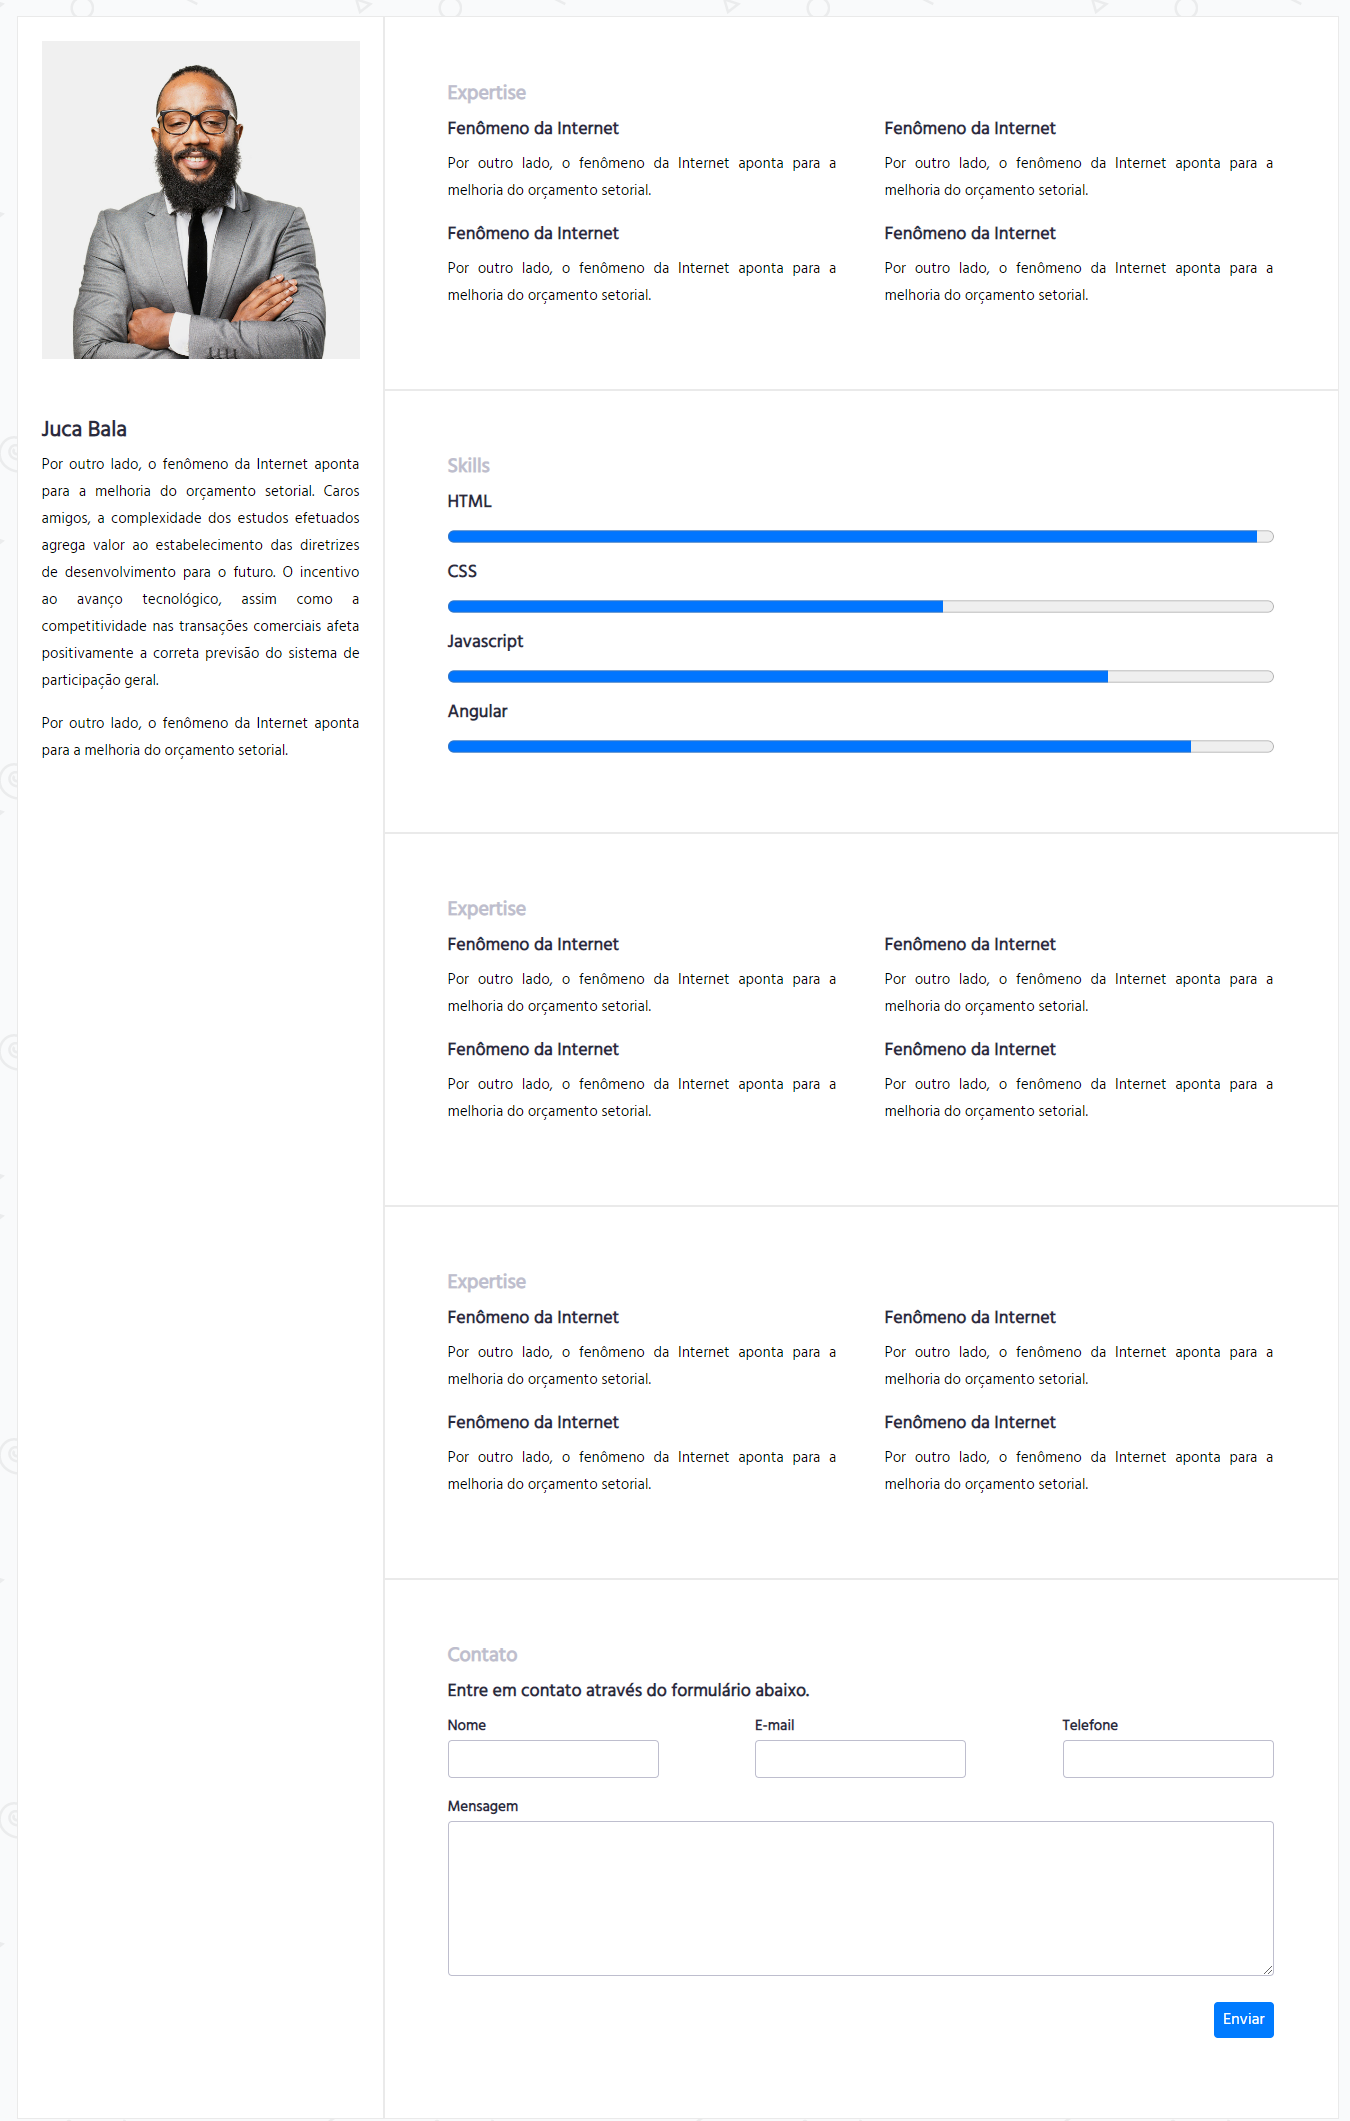 Juca Bala
Por outro lado, o fenômeno da Internet aponta
para a melhoria do orçamento setorial. Caros
amigos, a complexidade dos estudos efetuados
agrega valor ao estabelecimento das diretrizes
de desenvolvimento para o futuro. O incentivo
ao avanço tecnológico, assim como a
competitividade nas transações comerciais afeta
positivamente a correta previsão do sistema de
participação geral.
Por outro lado, o fenômeno da Internet aponta
para a melhoria do orçamento setorial.
Expertise
Fenômeno da Internet
Por outro lado, o fenômeno da Internet aponta para a
melhoria do orçamento setorial.
Fenômeno da Internet
Por outro lado, o fenômeno da Internet aponta para a
melhoria do orçamento setorial.
Fenômeno da Internet
Por outro lado, o fenômeno da Internet aponta para a
melhoria do orçamento setorial.
Fenômeno da Internet
Por outro lado, o fenômeno da Internet aponta para a
melhoria do orçamento setorial.
Skills
HTML
CSS
Javascript
Angular
Expertise
Fenômeno da Internet
Por outro lado, o fenômeno da Internet aponta para a
melhoria do orçamento setorial.
Fenômeno da Internet
Por outro lado, o fenômeno da Internet aponta para a
melhoria do orçamento setorial.
Fenômeno da Internet
Por outro lado, o fenômeno da Internet aponta para a
melhoria do orçamento setorial.
Fenômeno da Internet
Por outro lado, o fenômeno da Internet aponta para a
melhoria do orçamento setorial.
Expertise
Fenômeno da Internet
Por outro lado, o fenômeno da Internet aponta para a
melhoria do orçamento setorial.
Fenômeno da Internet
Por outro lado, o fenômeno da Internet aponta para a
melhoria do orçamento setorial.
Fenômeno da Internet
Por outro lado, o fenômeno da Internet aponta para a
melhoria do orçamento setorial.
Fenômeno da Internet
Por outro lado, o fenômeno da Internet aponta para a
melhoria do orçamento setorial.
Contato
Entre em contato através do formulário abaixo.
Nome
E-mail
Telefone
Mensagem
Enviar